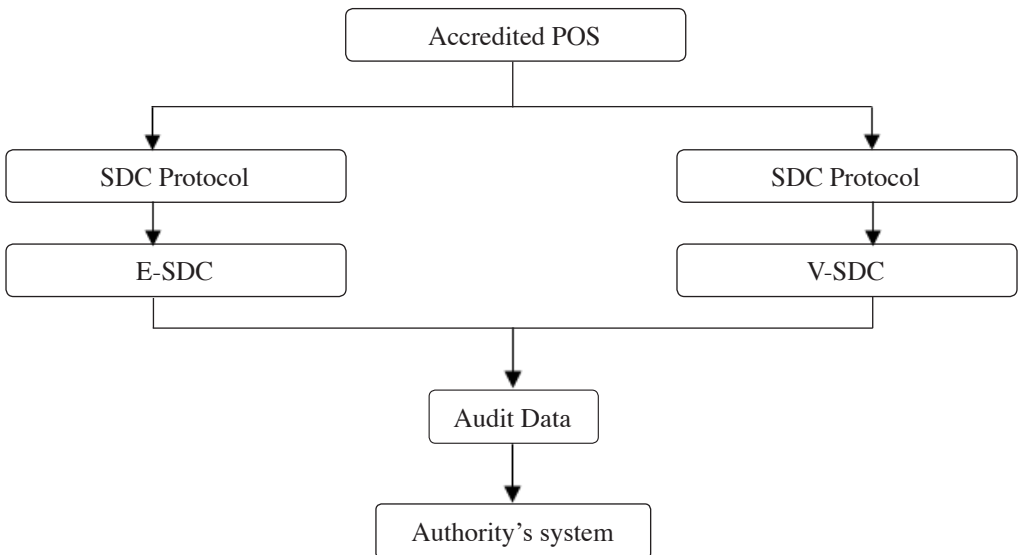 Accredited POS
SDC Protocol
SDC Protocol
E-SDC
V-SDC
Audit Data
Authority’s system